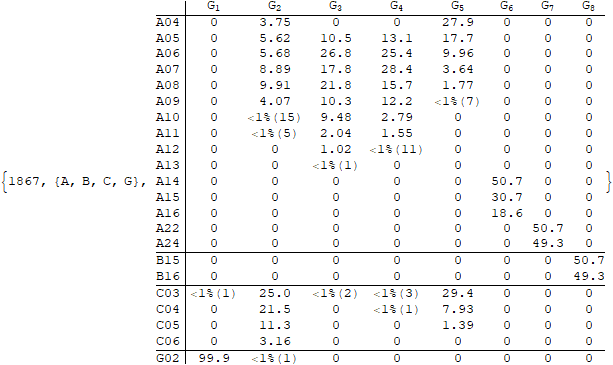 G₁ G₂ G₃ G₄ G₅ G₆ G₇ G₈
A04 0 3.75 0 0 27.9 0 0 0
A05 0 5.62 10.5 13.1 17.7 0 0 0
A06 0 5.68 26.8 25.4 9.96 0 0 0
A07 0 8.89 17.8 28.4 3.64 0 0 0
A08 0 9.91 21.8 15.7 1.77 0 0 0
A09 0 4.07 10.3 12.2 <1%(7) 0 0 0
A10 0 <1%(15) 9.48 2.79 0 0 0 0
A11 0 <1%(5) 2.04 1.55 0 0 0 0
A12 0 0 1.02 <1%(11) 0 0 0 0
A13 0 0 <1%(1) 0 0 0 0 0
{1867, {A, B, C, G}, A14 0 0 0 0 0 50.7 0 0 }
A15 0 0 0 0 0 30.7 0 0
A16 0 0 0 0 0 18.6 0 0
A22 0 0 0 0 0 0 50.7 0
A24 0 0 0 0 0 0 49.3 0
B15 0 0 0 0 0 0 0 50.7
B16 0 0 0 0 0 0 0 49.3
C03 <1%(1) 25.0 <1%(2) <1%(3) 29.4 0 0 0
C04 0 21.5 0 <1%(1) 7.93 0 0 0
C05 0 11.3 0 0 1.39 0 0 0
C06 0 3.16 0 0 0 0 0 0
G02 99.9 <1%(1) 0 0 0 0 0 0